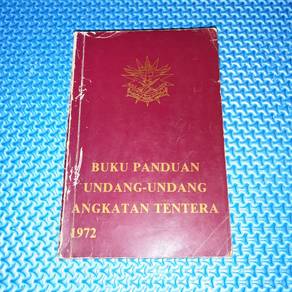 BUKU PANDUAN
UNDANG-UNDANG
ANGKATAN TENTERA
1972